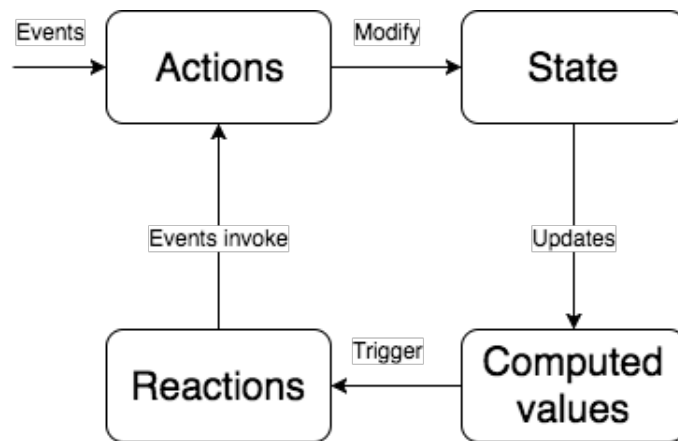 Events
Actions
Modify
State
Events invoke
Updates
Reactions
Trigger
Computed
values